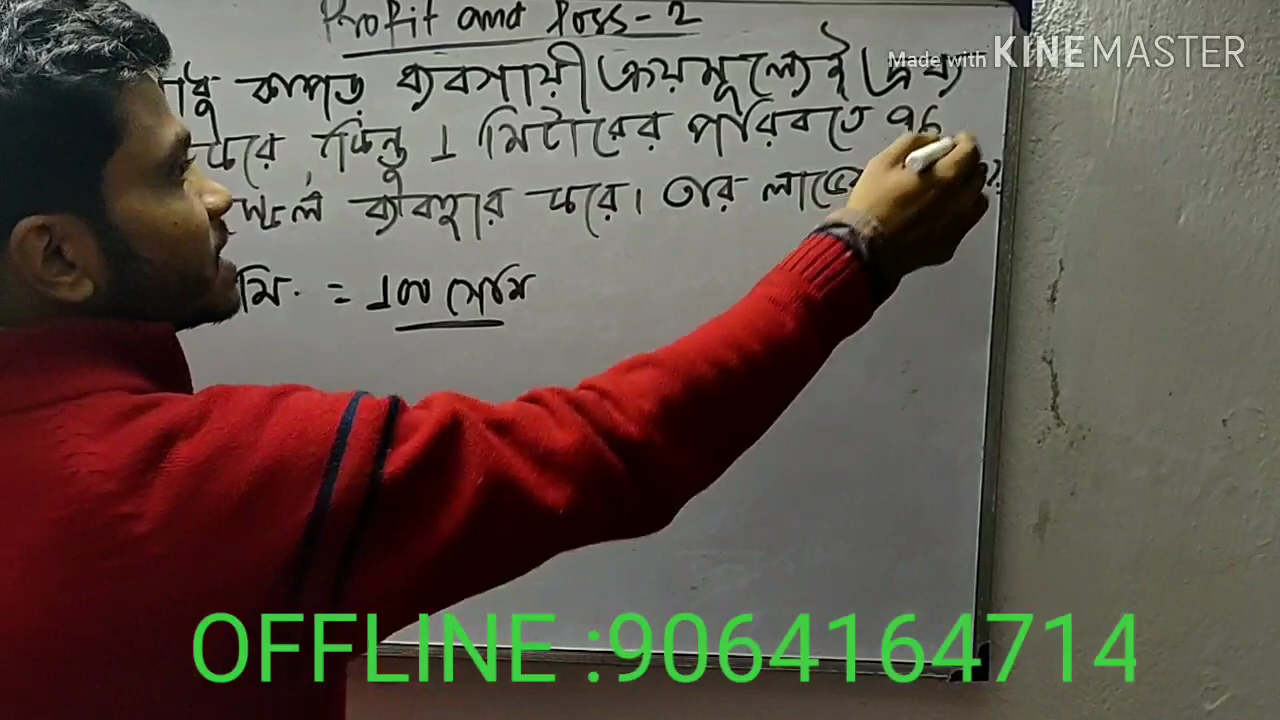 Profit and loss - 2
Made with KINEMASTER
কাপড় ব্যবসায়ী ক্রয়মূল্যেই দ্রব্য
করে, কিন্তু 1 মিটারের পরিবর্তে 96
ব্যবহার করে। তার
মি. = 100 সেমি
OFFLINE :9064164714